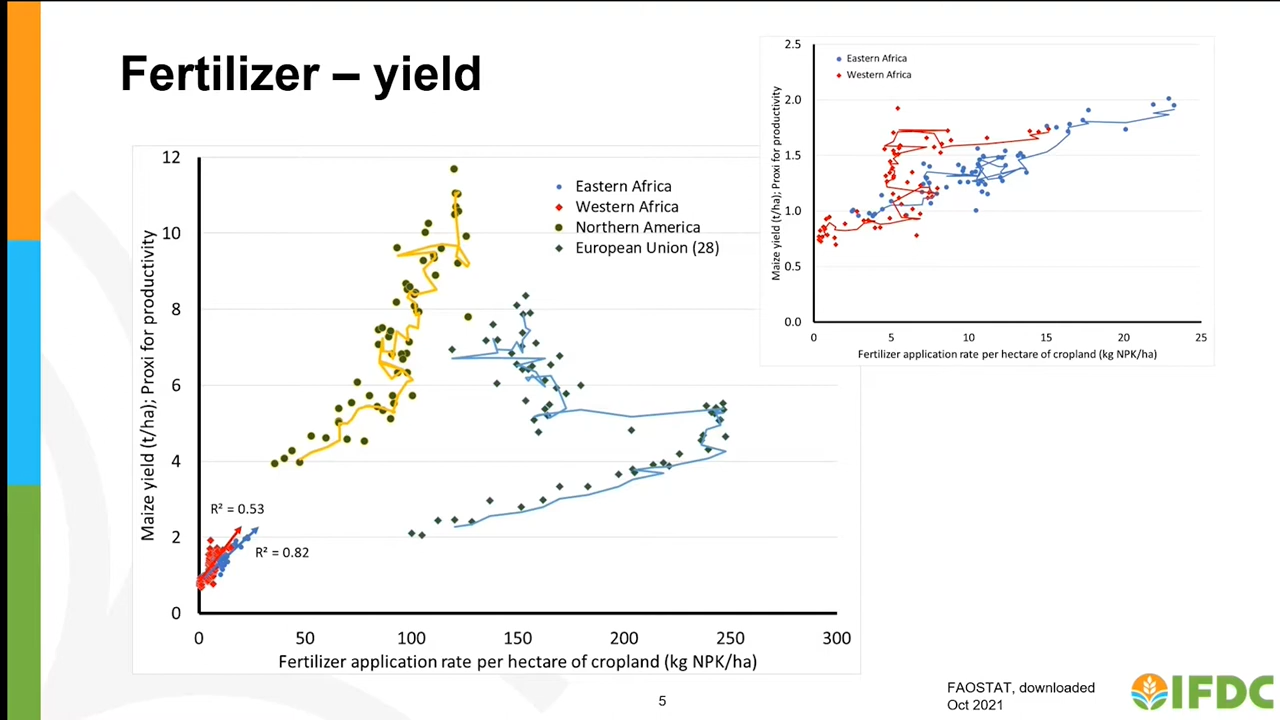 Fertilizer – yield
12
10
8
6
4
2
0
Maize yield (t/ha); Proxi for productivity
Eastern Africa
Western Africa
Northern America
European Union (28)
R² = 0.53
R² = 0.82
0 50 100 150 200 250 300
Fertilizer application rate per hectare of cropland (kg NPK/ha)
2.5
2.0
1.5
1.0
0.5
0.0
Maize yield (t/ha); Proxi for productivity
Eastern Africa
Western Africa
0 5 10 15 20 25
Fertilizer application rate per hectare of cropland (kg NPK/ha)
5
FAOSTAT, downloaded
Oct 2021
IFDC